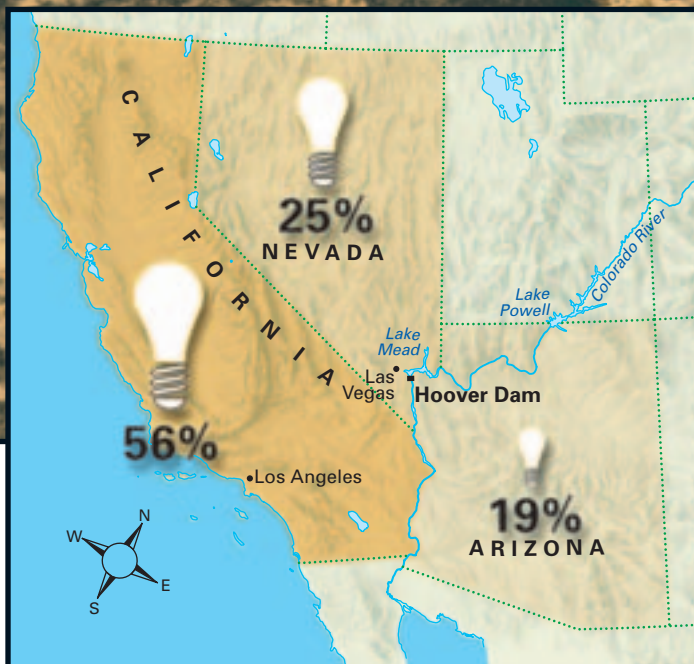 CALIFORNIA
25%
NEVADA
56%
Lake
Powell
Colorado River
Lake
Mead
Las
Vegas
Hoover Dam
Los Angeles
19%
ARIZONA
N
W
E
S